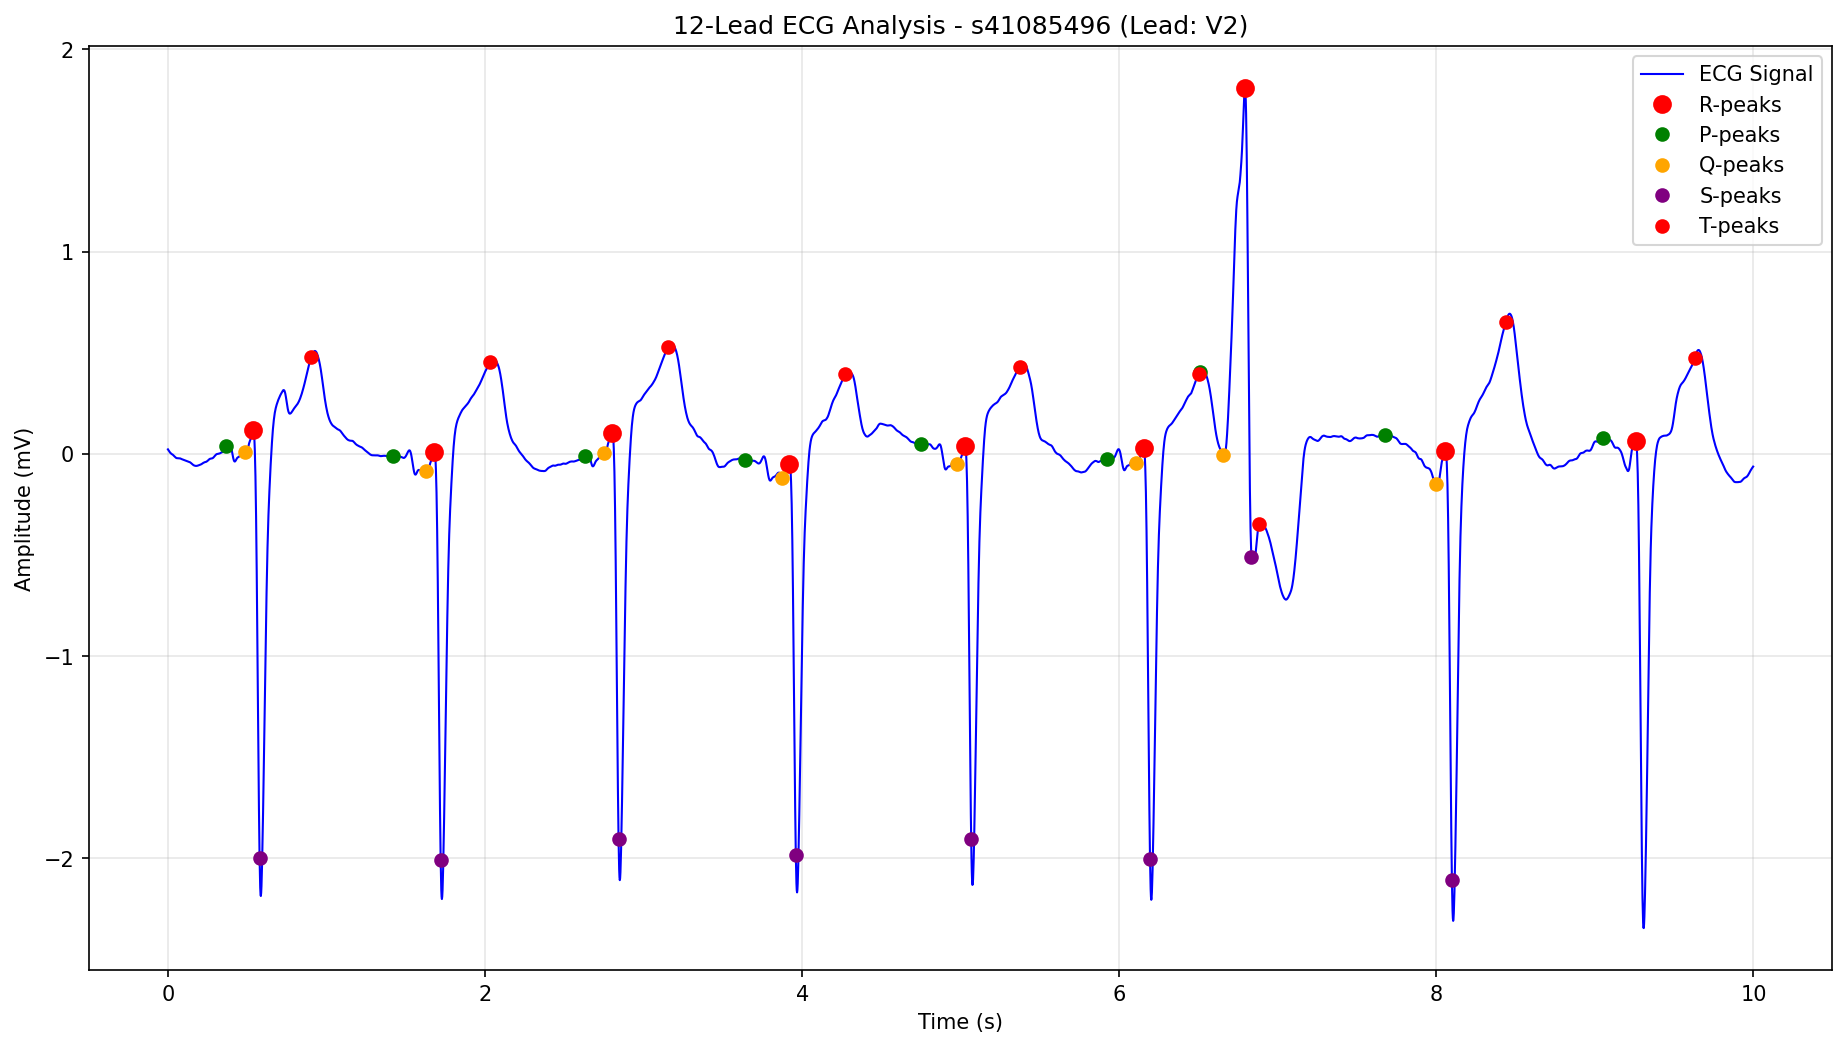 12-Lead ECG Analysis - s41085496 (Lead: V2)
ECG Signal
R-peaks
P-peaks
Q-peaks
S-peaks
T-peaks
2
1
0
−1
−2
Amplitude (mV)
0 2 4 6 8 10
Time (s)